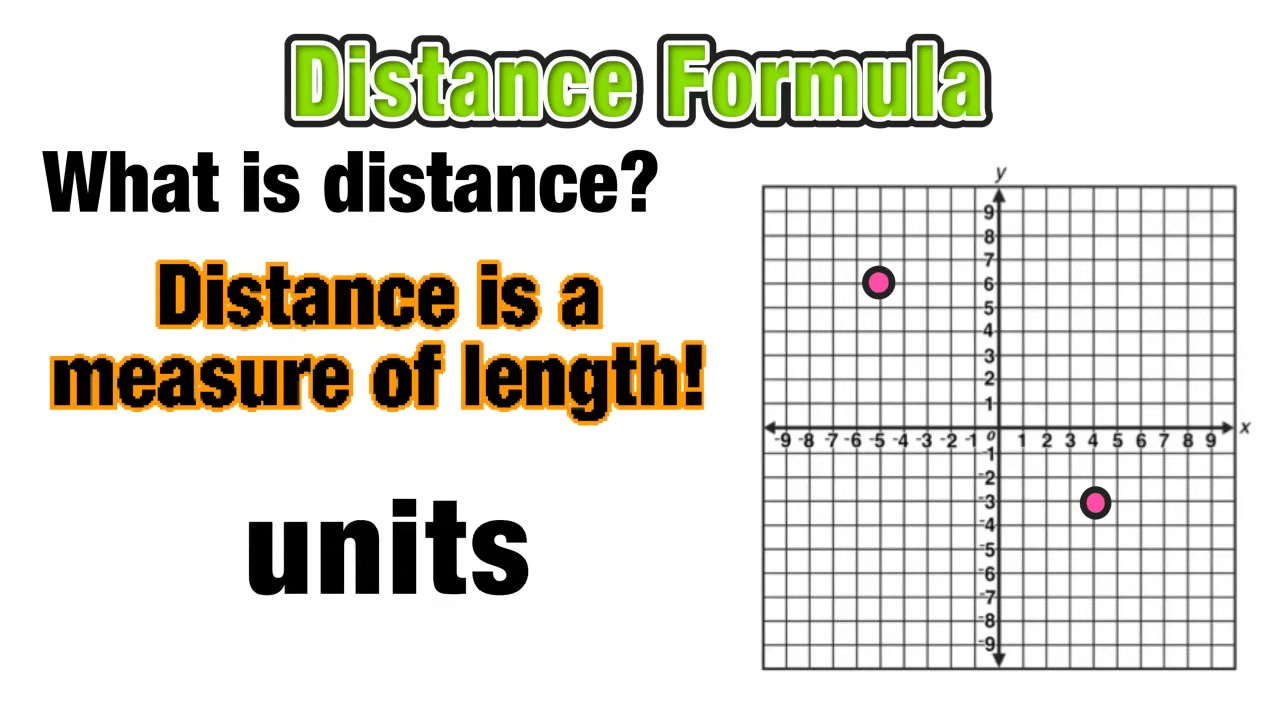 Distance Formula
What is distance?
Distance is a
measure of length!
units
y
9
8
7
6
5
4
3
2
1
-9 -8 -7 -6 -5 -4 -3 -2 -1 0 1 2 3 4 5 6 7 8 9 x
-1
-2
-3
-4
-5
-6
-7
-8
-9